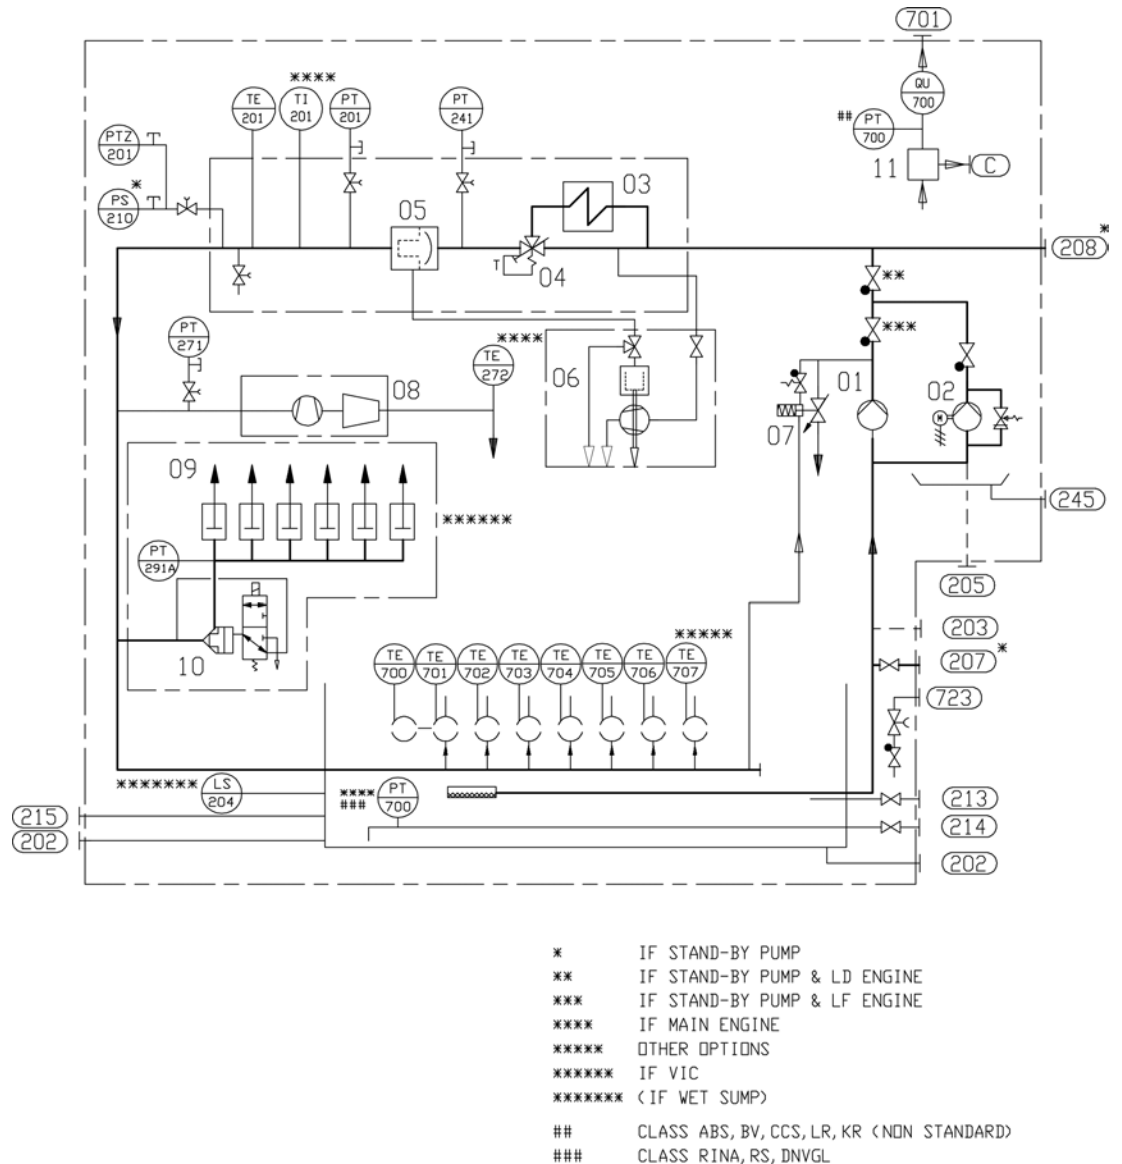 701
QU
700
##
PT
700
11
C
****
TE
201
TI
201
PT
201
PT
241
PTZ
201
*
PS
210
03
05
T
04
*
208
**
***
PT
271
****
TE
272
08
06
01
02
M
07
09
******
245
PT
291A
205
203
10
*****
207
*
TE
700
TE
701
TE
702
TE
703
TE
704
TE
705
TE
706
TE
707
723
*******
LS
204
****
###
PT
700
213
215
214
202
202
* IF STAND-BY PUMP
** IF STAND-BY PUMP & LD ENGINE
*** IF STAND-BY PUMP & LF ENGINE
**** IF MAIN ENGINE
***** OTHER OPTIONS
****** IF VIC
******* (IF WET SUMP)
## CLASS ABS, BV, CCS, LR, KR (NON STANDARD)
### CLASS RINA, RS, DNVGL